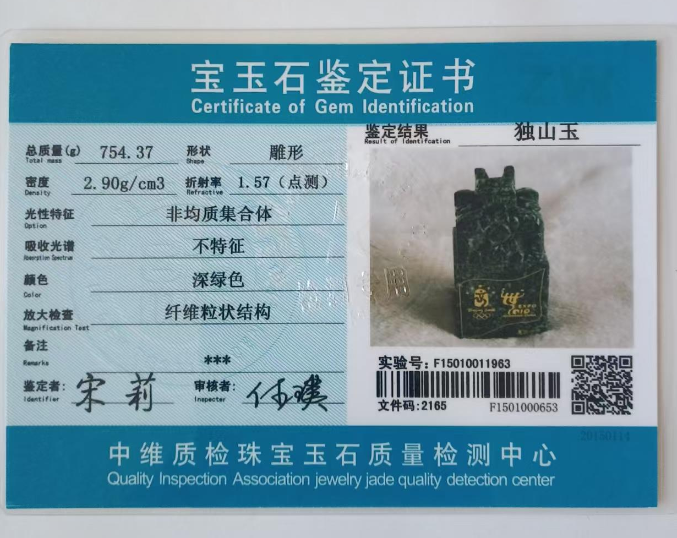 宝玉石鉴定证书
Certificate of Gem Identification
总质量(g) 754.37 形状 雕形
Total mass Shape
密度 2.90g/cm3 折射率 1.57（点测）
Density Refractive
光性特征 非均质集合体
Option
吸收光谱 不特征
Absorption Spectrum
颜色 深绿色
Color
放大检查 纤维粒状结构
Magnification Test
备注 ***
Remarks
鉴定者: 宋莉 审核者:
Identifier Inspector
鉴定结果 独山玉
Result of Identifcation
实验号: F15010011963
文件码: 2165 F1501000653
20150114
中维质检珠宝玉石质量检测中心
Quality Inspection Association jewelry jade quality detection center